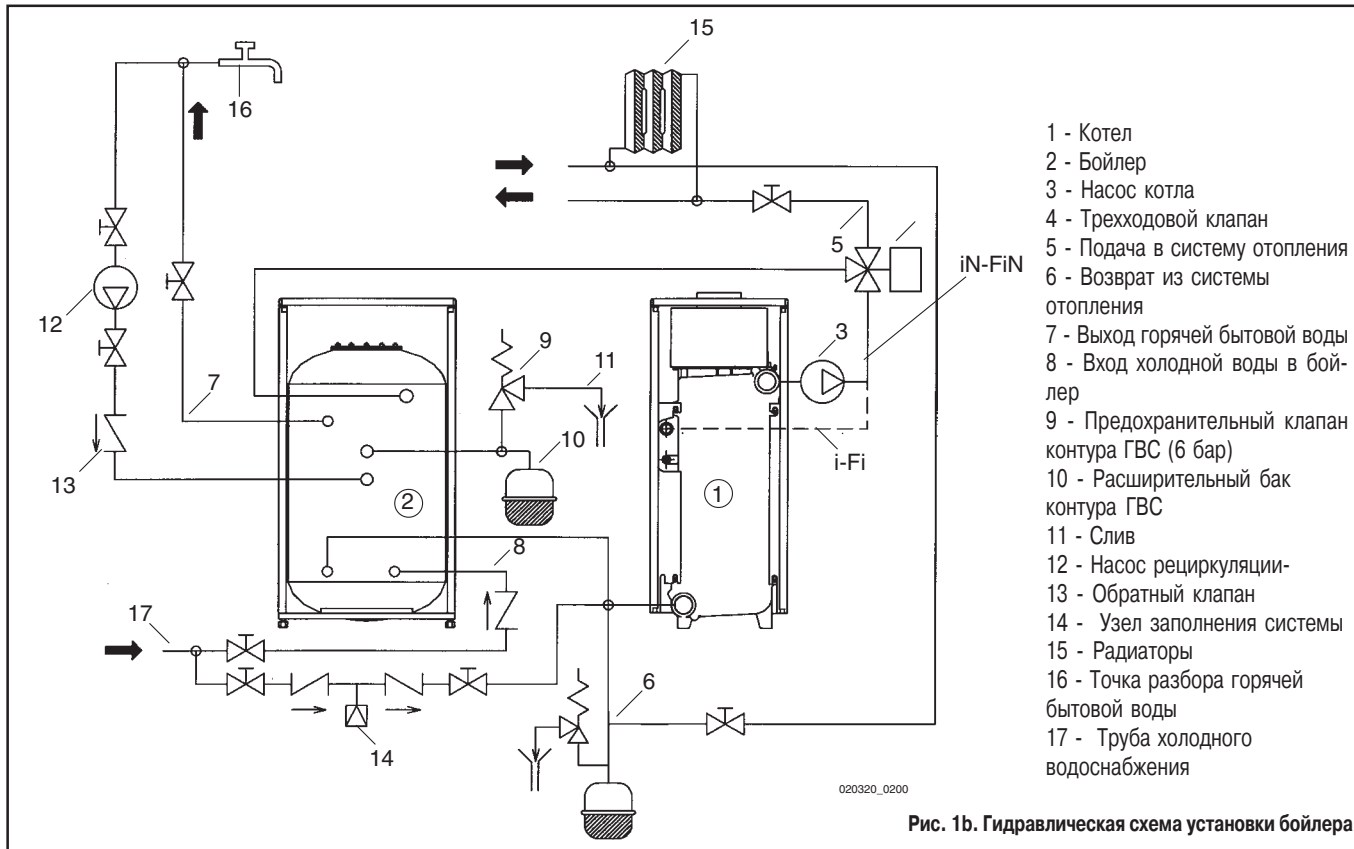 15
16
5
iN-FiN
12
3
9
11
7
10
i-Fi
13
2
1
8
17
6
14
020320_0200
1 - Котел
2 - Бойлер
3 - Насос котла
4 - Трехходовой клапан
5 - Подача в систему отопления
6 - Возврат из системы
отопления
7 - Выход горячей бытовой воды
8 - Вход холодной воды в бой-
лер
9 - Предохранительный клапан
контура ГВС (6 бар)
10 - Расширительный бак
контура ГВС
11 - Слив
12 - Насос рециркуляции-
13 - Обратный клапан
14 - Узел заполнения системы
15 - Радиаторы
16 - Точка разбора горячей
бытовой воды
17 - Труба холодного
водоснабжения
Рис. 1b. Гидравлическая схема установки бойлера